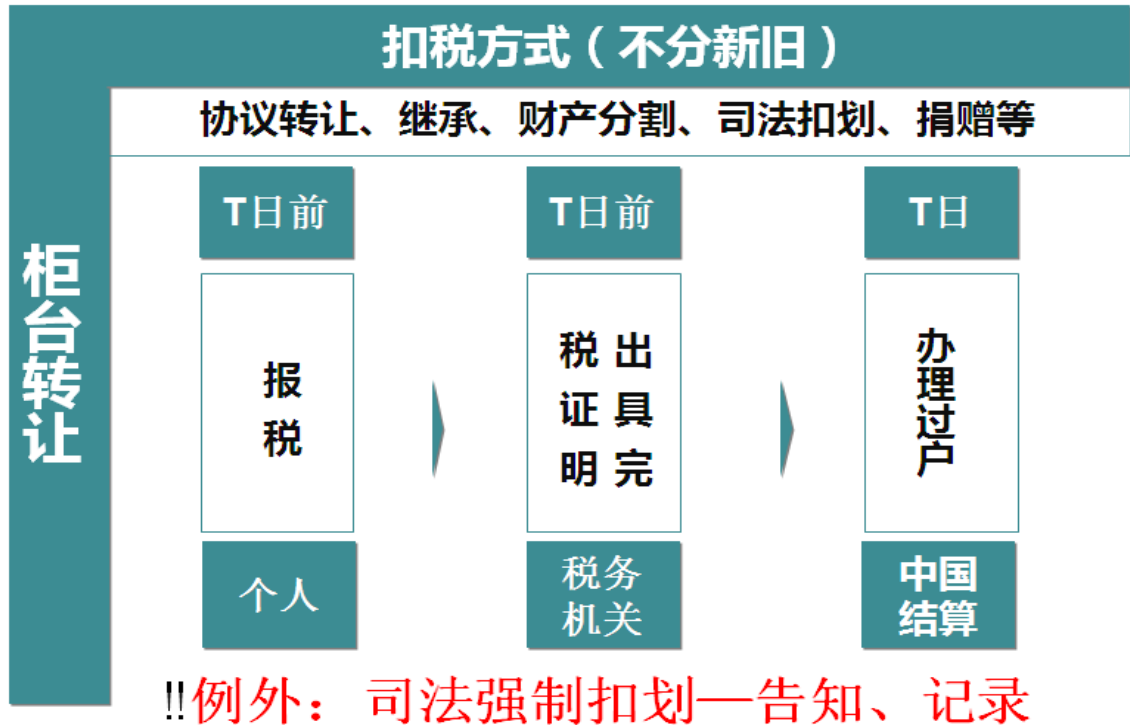 扣税方式（不分新旧）
协议转让、继承、财产分割、司法扣划、捐赠等
柜台转让
T日前
T日前
T日
报
税
税 出
证 具
明 完
办
理
过
户
个人
税务
机关
中国
结算
!!例外：司法强制扣划—告知、记录